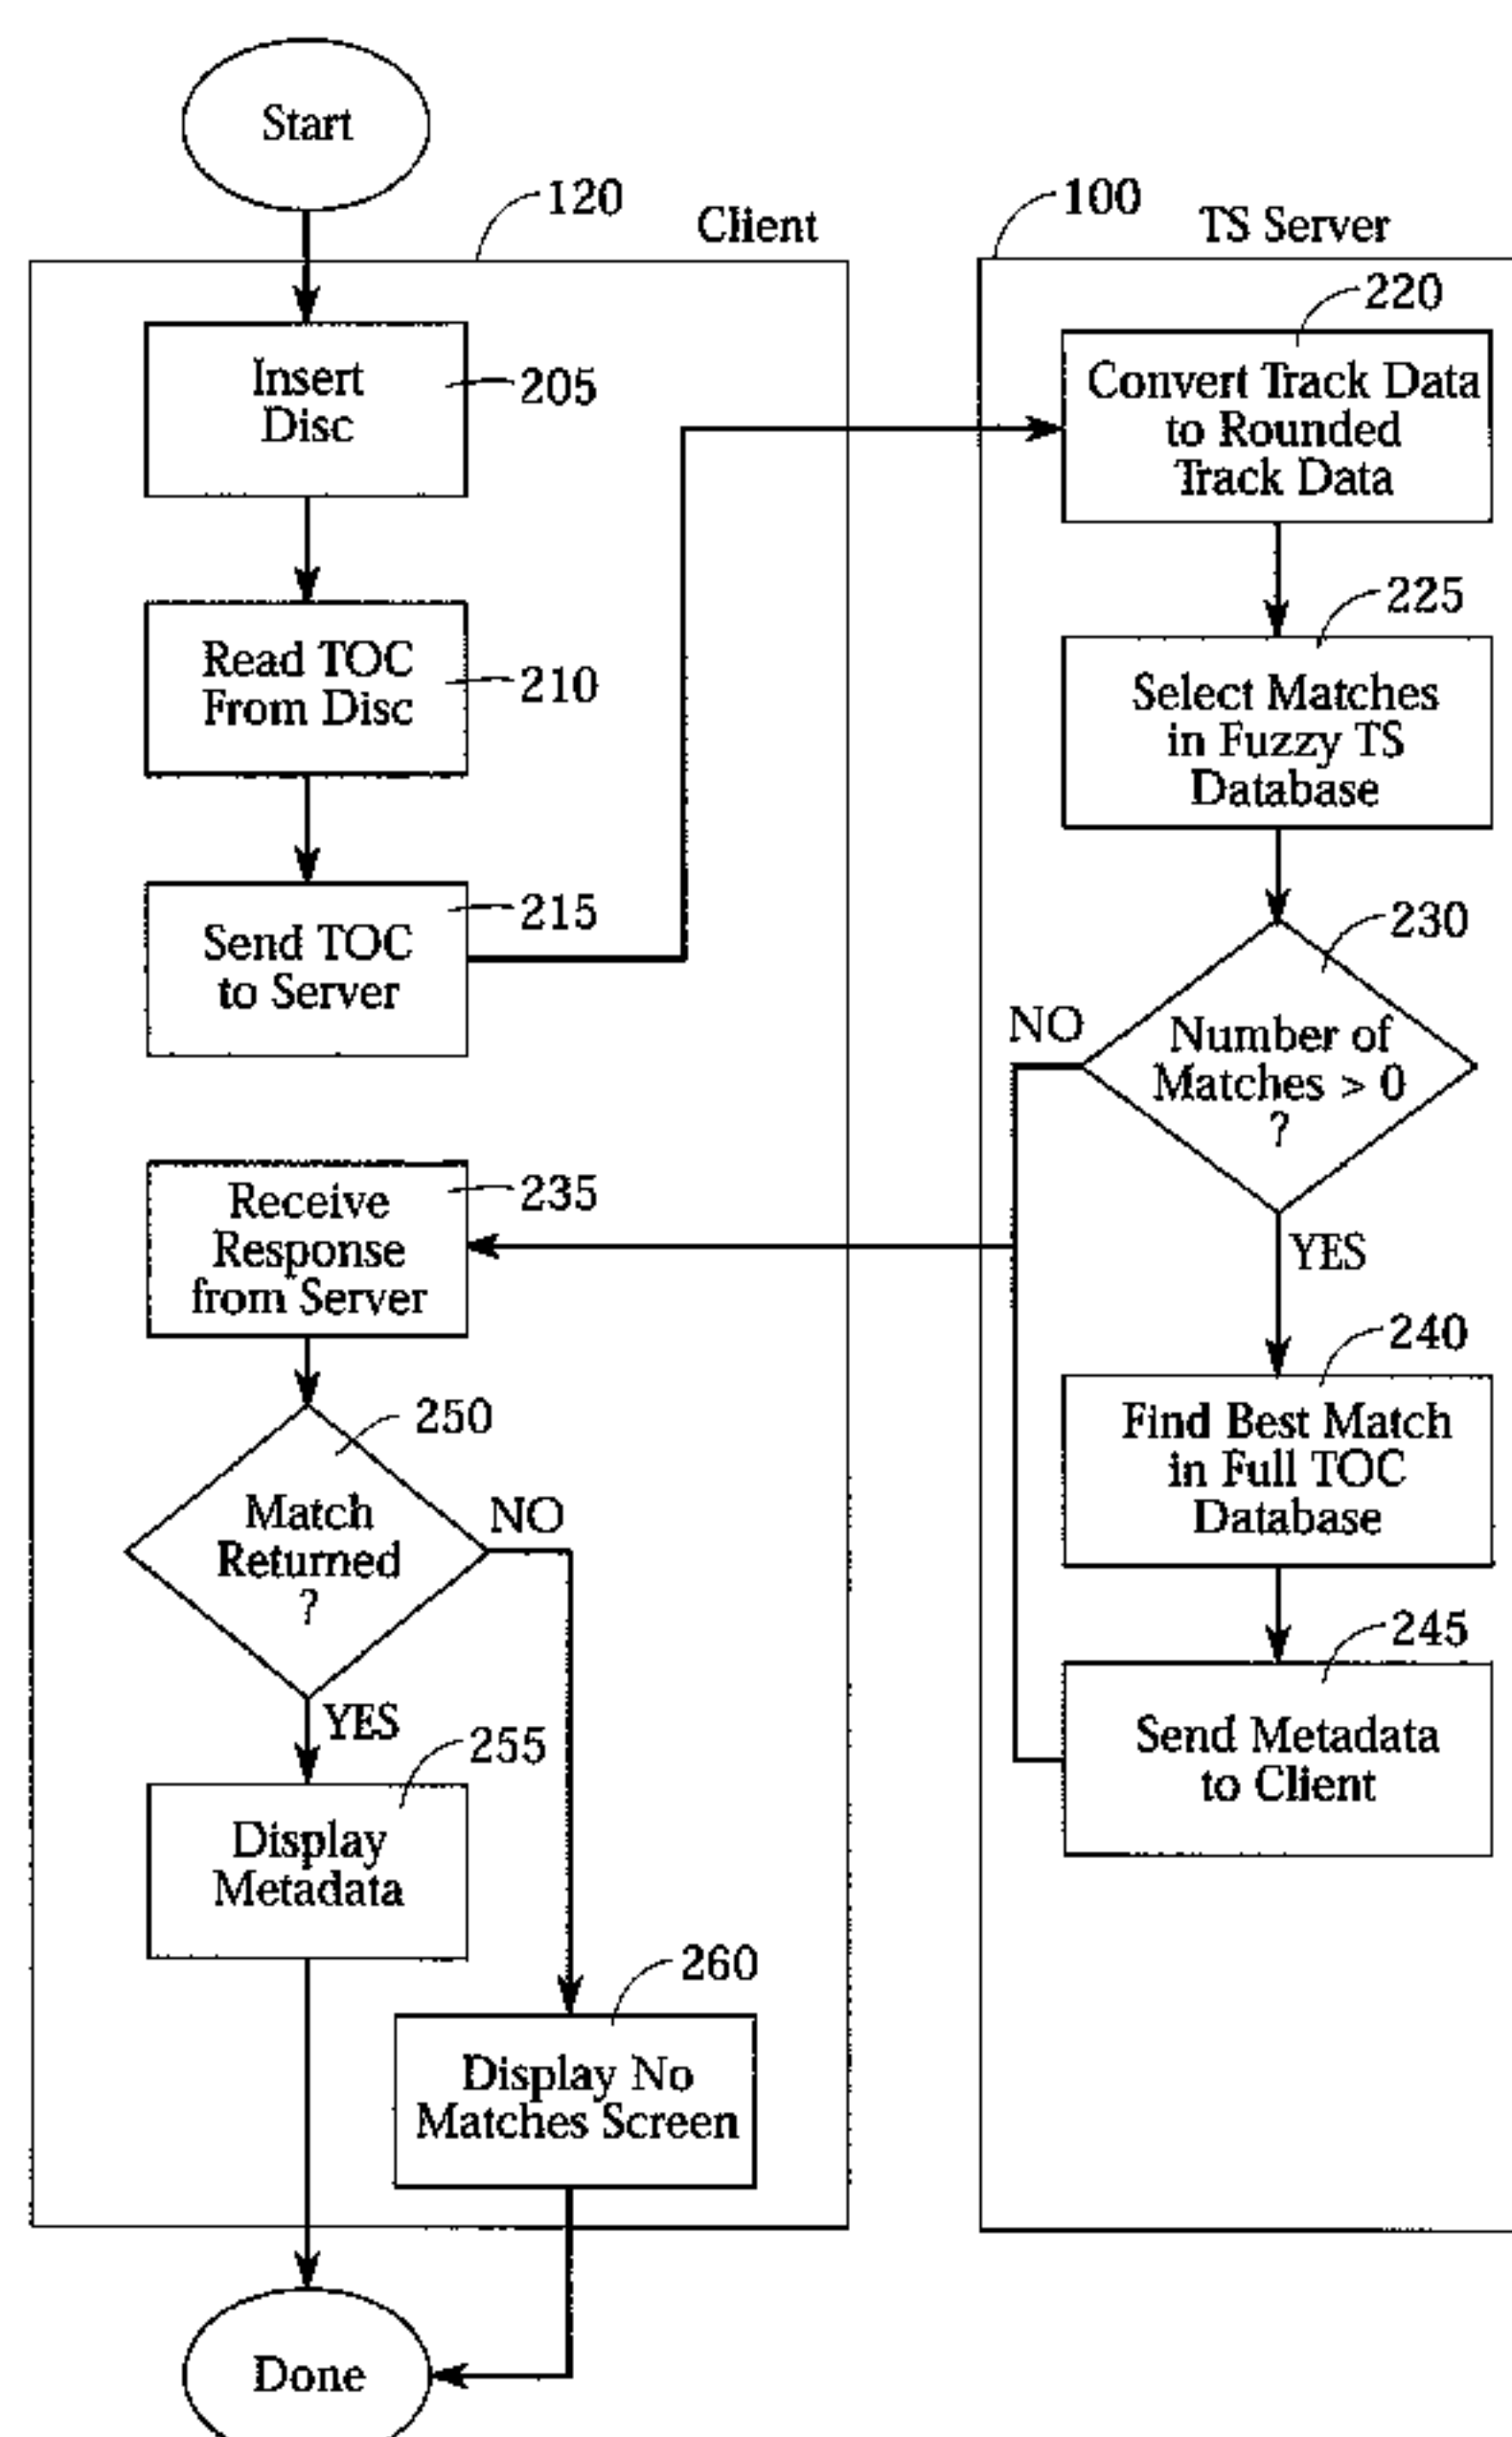 Start
120
Client
Insert
Disc
205
Read TOC
From Disc
210
Send TOC
to Server
215
Receive
Response
from Server
235
250
Match
Returned
?
NO
YES
255
Display
Metadata
260
Display No
Matches Screen
Done
100
TS Server
220
Convert Track Data
to Rounded
Track Data
225
Select Matches
in Fuzzy TS
Database
230
NO
Number of
Matches > 0
?
YES
240
Find Best Match
in Full TOC
Database
245
Send Metadata
to Client